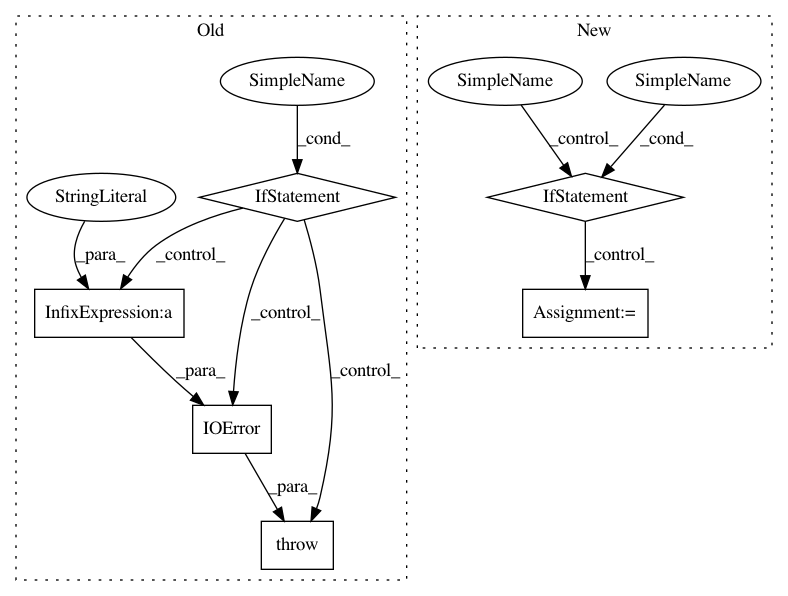 Old
New
SimpleName
SimpleName
SimpleName
_cond_
_control_
_cond_
StringLiteral
IfStatement
IfStatement
_para_
_control_
_control_
_control_
_control_
InfixExpression:a
Assignment:=
_para_
IOError
_para_
throw